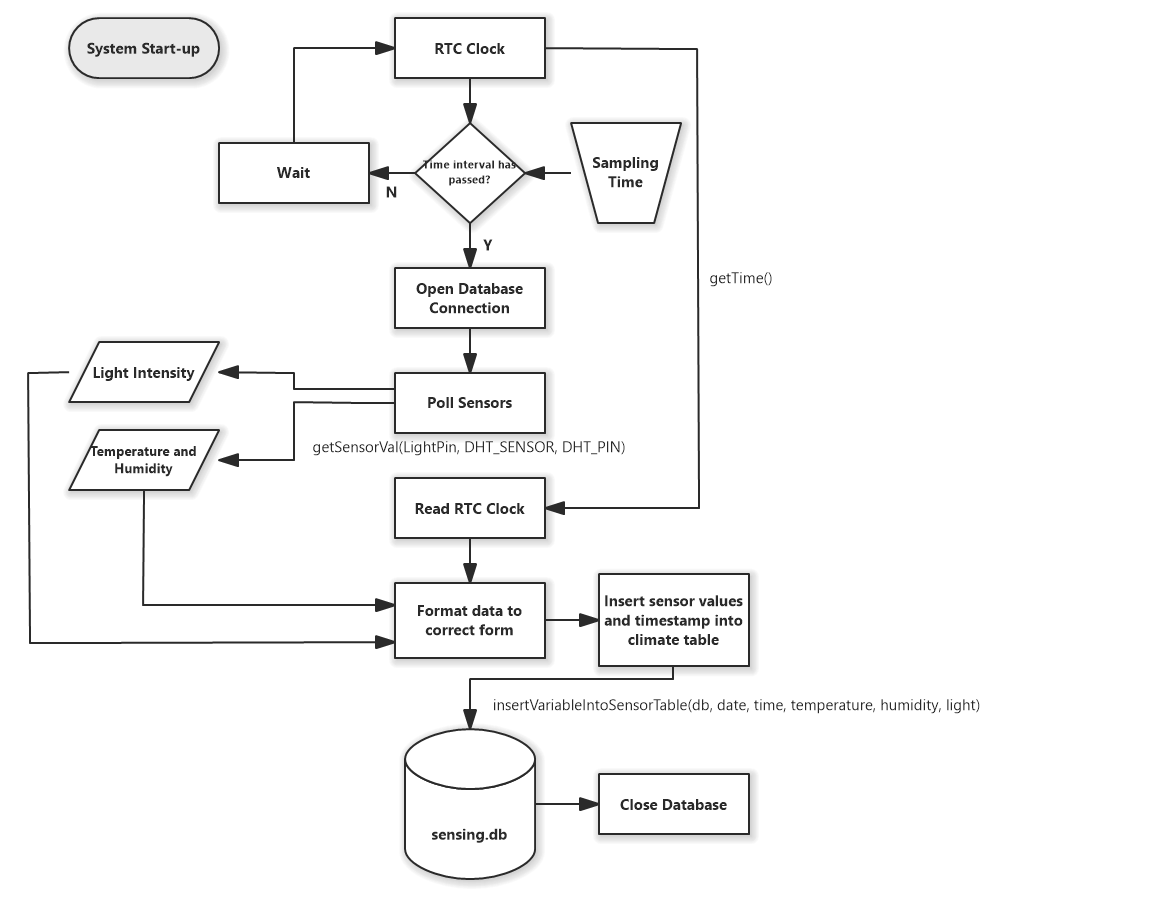 System Start-up
RTC Clock
Time interval has
passed?
Sampling
Time
Wait
N
Y
Open Database
Connection
getTime()
Light Intensity
Poll Sensors
getSensorVal(LightPin, DHT_SENSOR, DHT_PIN)
Temperature and
Humidity
Read RTC Clock
Format data to
correct form
Insert sensor values
and timestamp into
climate table
insertVariableIntoSensorTable(db, date, time, temperature, humidity, light)
sensing.db
Close Database